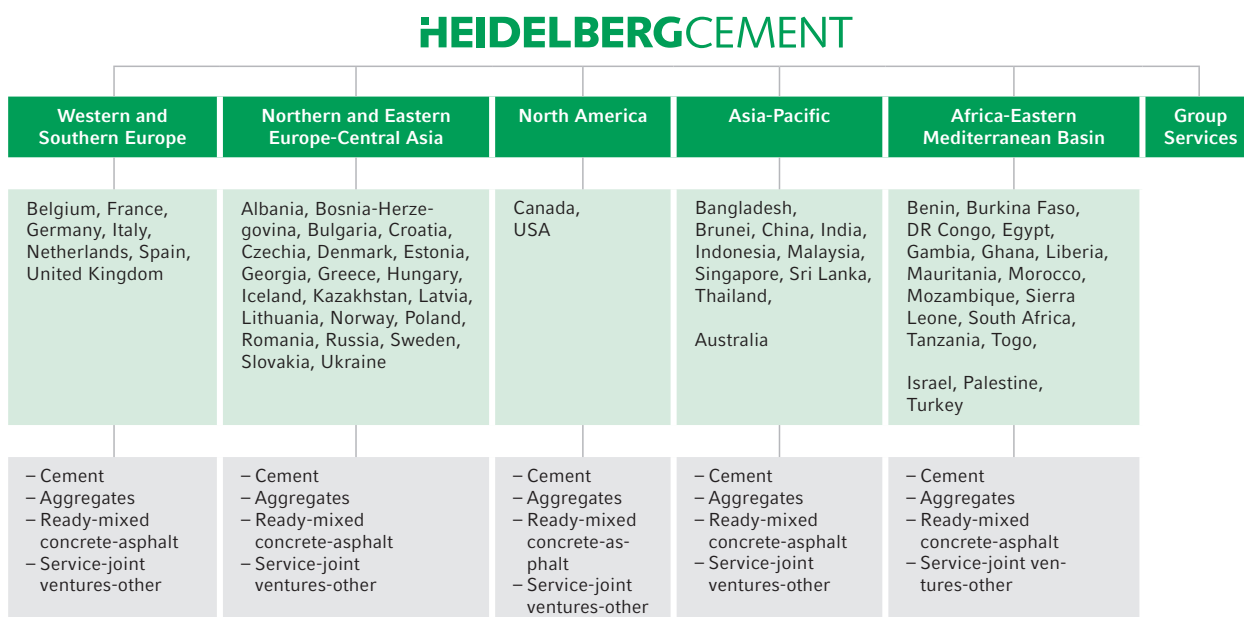 HEIDELBERGCEMENT
Western and
Southern Europe
Northern and Eastern
Europe-Central Asia
North America
Asia-Pacific
Africa-Eastern
Mediterranean Basin
Group
Services
Belgium, France,
Germany, Italy,
Netherlands, Spain,
United Kingdom
Albania, Bosnia-Herze-
govina, Bulgaria, Croatia,
Czechia, Denmark, Estonia,
Georgia, Greece, Hungary,
Iceland, Kazakhstan, Latvia,
Lithuania, Norway, Poland,
Romania, Russia, Sweden,
Slovakia, Ukraine
Canada,
USA
Bangladesh,
Brunei, China, India,
Indonesia, Malaysia,
Singapore, Sri Lanka,
Thailand,
Australia
Benin, Burkina Faso,
DR Congo, Egypt,
Gambia, Ghana, Liberia,
Mauritania, Morocco,
Mozambique, Sierra
Leone, South Africa,
Tanzania, Togo,
Israel, Palestine,
Turkey
– Cement
– Aggregates
– Ready-mixed
concrete-asphalt
– Service-joint
ventures-other
– Cement
– Aggregates
– Ready-mixed
concrete-asphalt
– Service-joint
ventures-other
– Cement
– Aggregates
– Ready-mixed
concrete-as-
phalt
– Service-joint
ventures-other
– Cement
– Aggregates
– Ready-mixed
concrete-asphalt
– Service-joint
ventures-other
– Cement
– Aggregates
– Ready-mixed
concrete-asphalt
– Service-joint ven-
tures-other